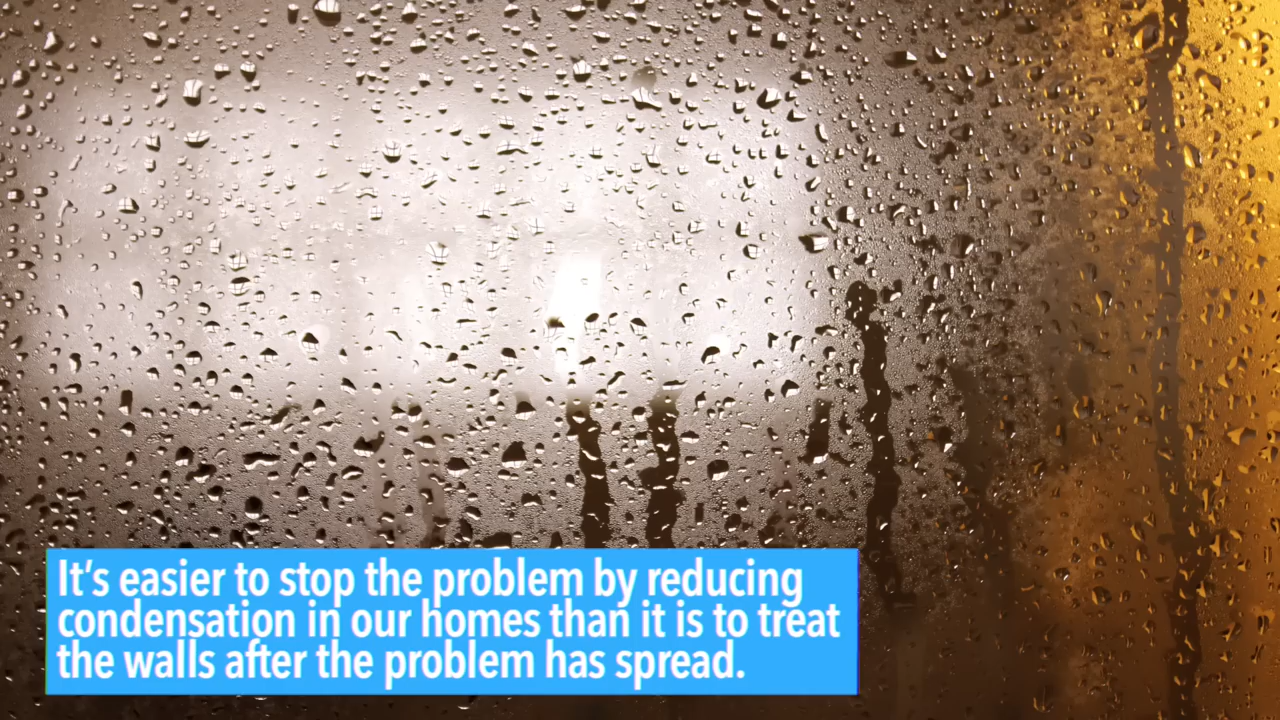 It's easier to stop the problem by reducing
condensation in our homes than it is to treat
the walls after the problem has spread.